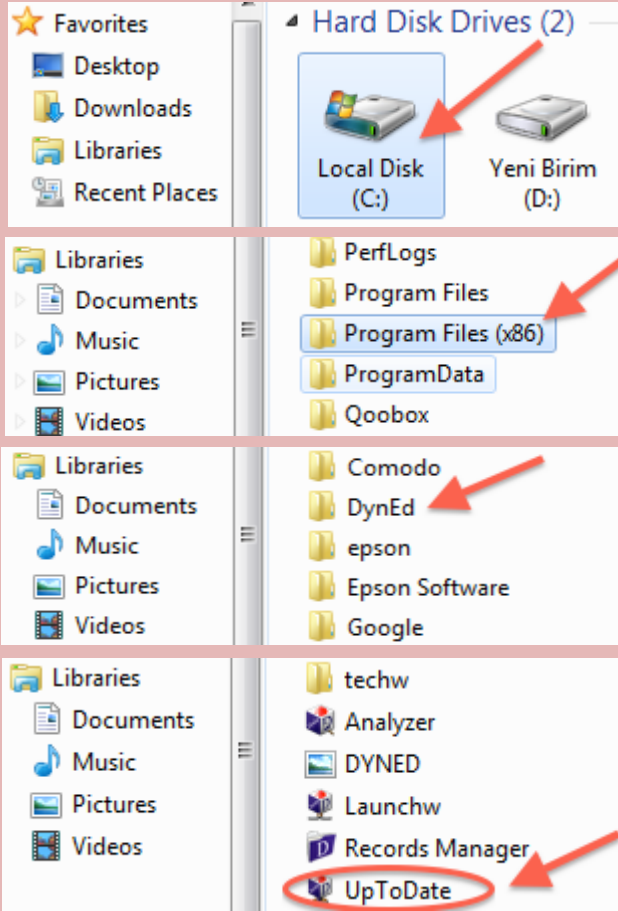 Favorites
Desktop
Downloads
Libraries
Recent Places
Hard Disk Drives (2)
Local Disk
(C:)
Yeni Birim
(D:)
Libraries
Documents
Music
Pictures
Videos
PerfLogs
Program Files
Program Files (x86)
ProgramData
Qoobox
Libraries
Documents
Music
Pictures
Videos
Comodo
DynEd
epson
Epson Software
Google
Libraries
Documents
Music
Pictures
Videos
techw
Analyzer
DYNED
Launchw
Records Manager
UpToDate